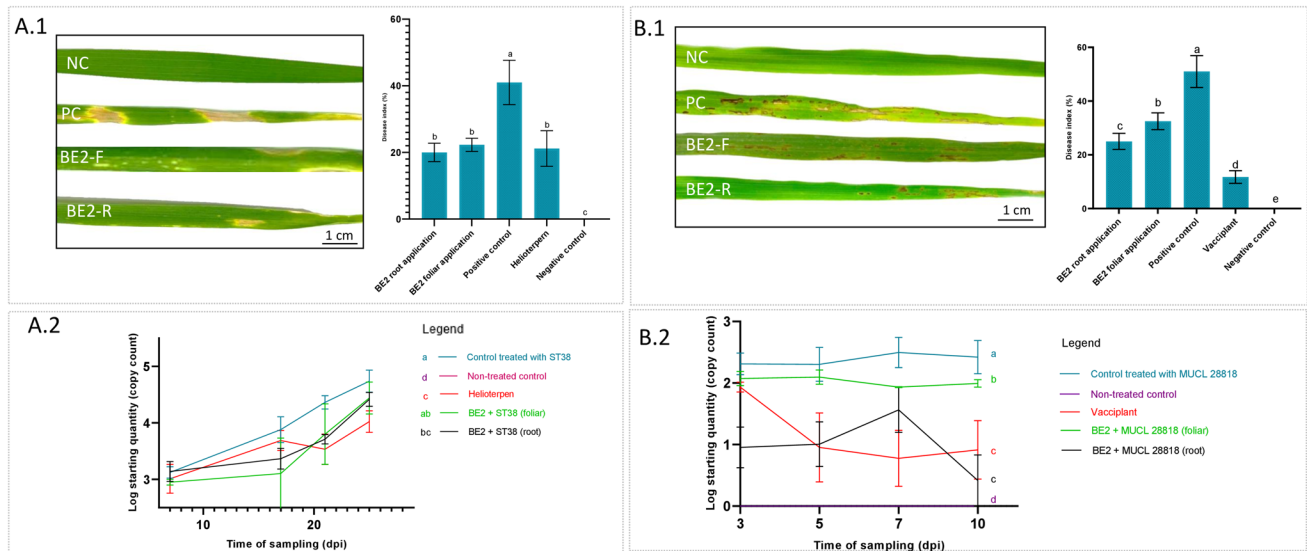 A.1
NC
PC
BE2-F
BE2-R
1 cm
Disease index (%)
60
40
20
0
b
b
a
b
c
BE2 root application
BE2 foliar application
Positive control
Helioterpn
Negative control
B.1
NC
PC
BE2-F
BE2-R
1 cm
Disease index (%)
60
40
20
0
c
b
a
d
e
BE2 root application
BE2 foliar application
Positive control
Vacciplant
Negative control
A.2
Log starting quantity (copy count)
5
4
3
10
20
Time of sampling (dpi)
Legend
a Control treated with ST38
d Non-treated control
c Helioterpen
ab BE2 + ST38 (foliar)
bc BE2 + ST38 (root)
B.2
Log starting quantity (copy count)
3
2
1
0
3
5
7
10
Time of sampling (dpi)
a
b
c
c
d
Legend
Control treated with MUCL 28818
Non-treated control
Vacciplant
BE2 + MUCL 28818 (foliar)
BE2 + MUCL 28818 (root)